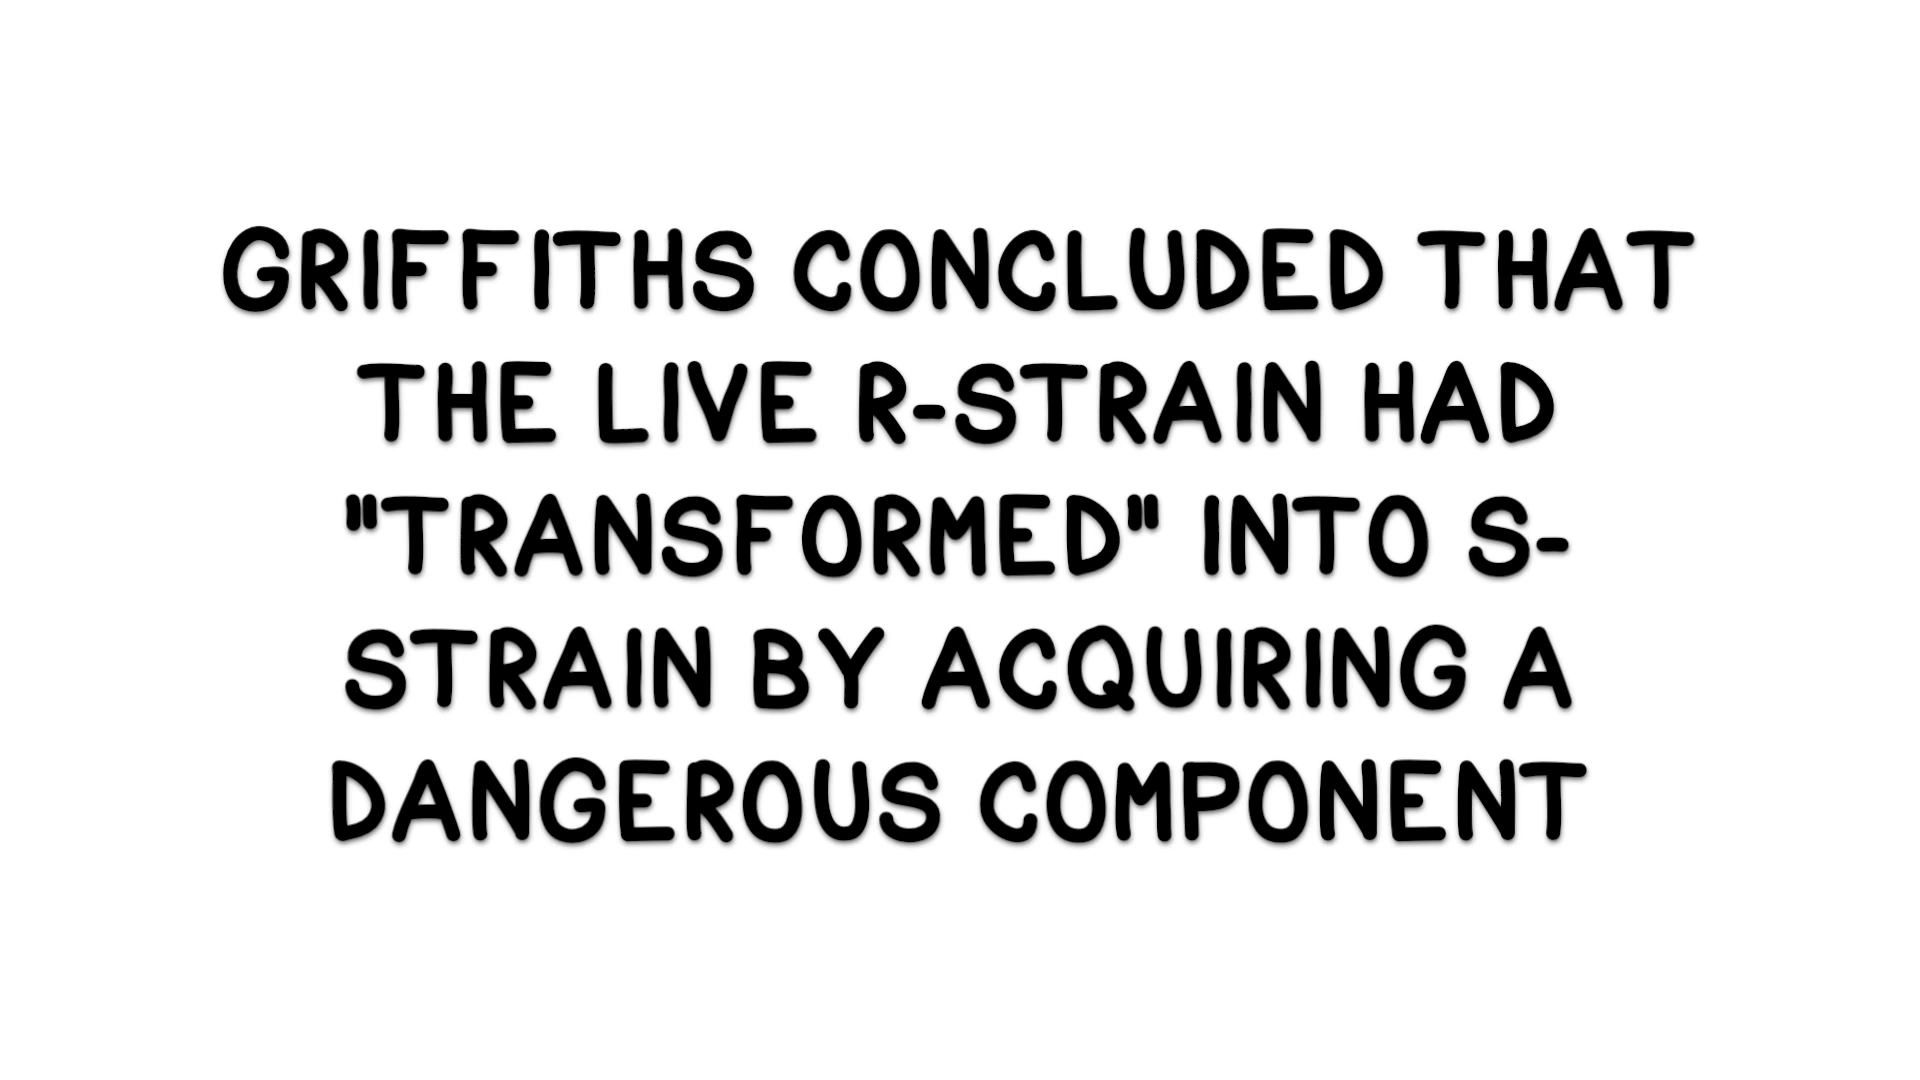 GRIFFITHS CONCLUDED THAT
THE LIVE R-STRAIN HAD
"TRANSFORMED" INTO S-
STRAIN BY ACQUIRING A
DANGEROUS COMPONENT